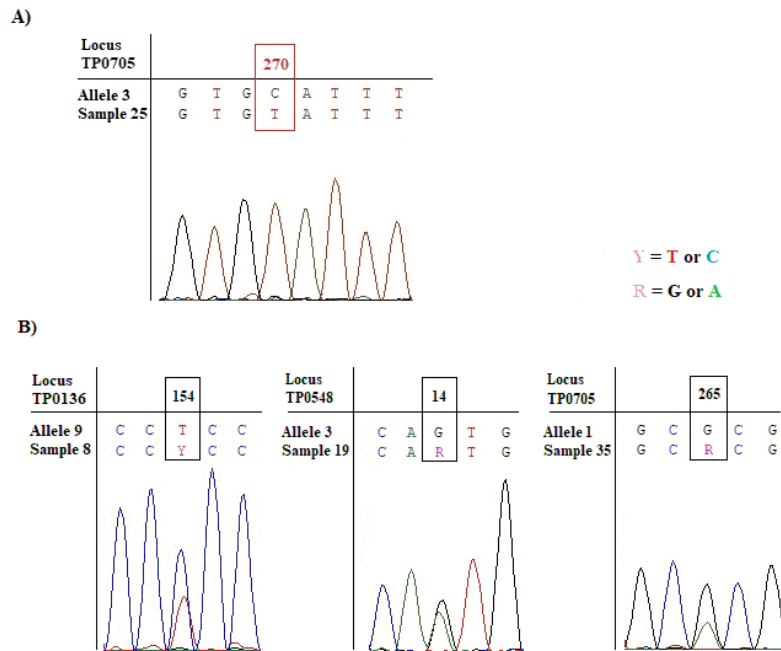 A)
Locus
TP0705 270
Allele 3 G T G C A T T T
Sample 25 G T G T A T T T
Y = T or C
R = G or A
B)
Locus
TP0136 154
Allele 9 C C T C C
Sample 8 C C Y C C
Locus
TP0548 14
Allele 3 C A G T G
Sample 19 C A R T G
Locus
TP0705 265
Allele 1 G C G C G
Sample 35 G C R C G